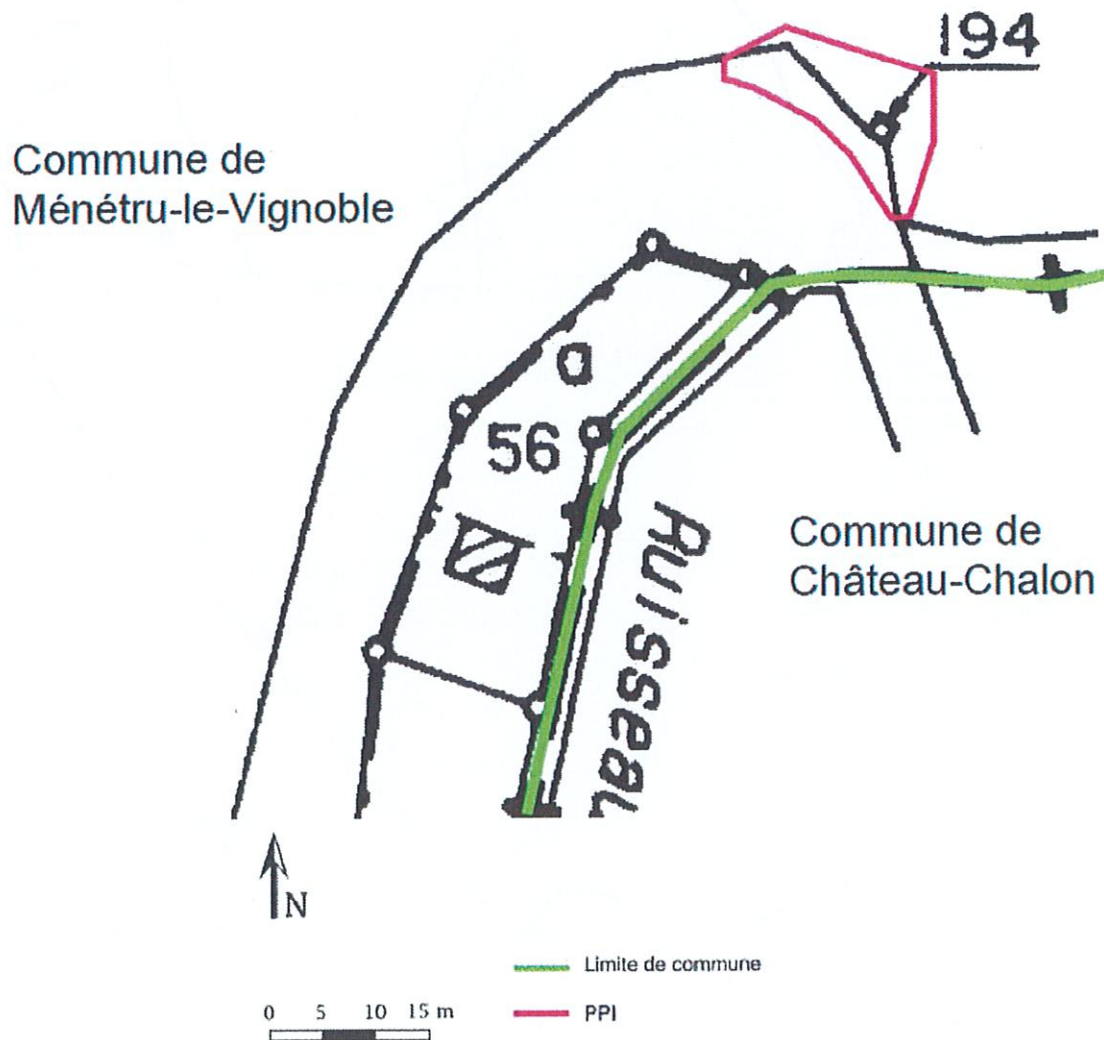 194
Commune de
Ménétru-le-Vignoble
a
56
Ruisseau
Commune de
Château-Chalon
N
Limite de commune
0 5 10 15 m
PPI